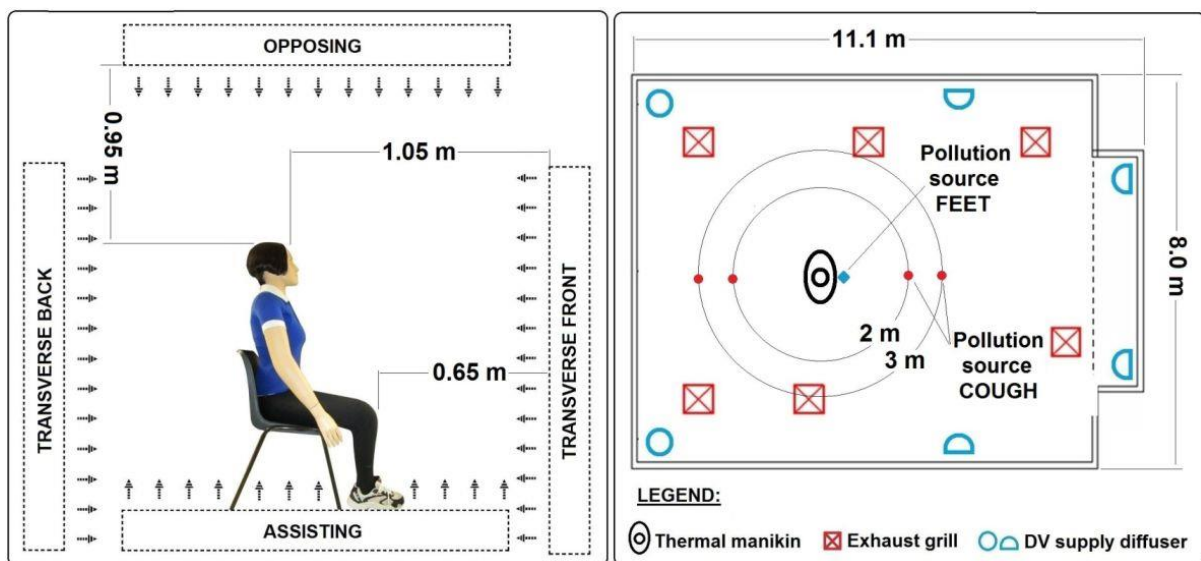 OPPOSING
0.95 m
1.05 m
TRANSVERSE BACK
TRANSVERSE FRONT
0.65 m
ASSISTING
11.1 m
Pollution
source
FEET
8.0 m
2 m
3 m
Pollution
source
COUGH
LEGEND:
Thermal manikin
Exhaust grill
DV supply diffuser